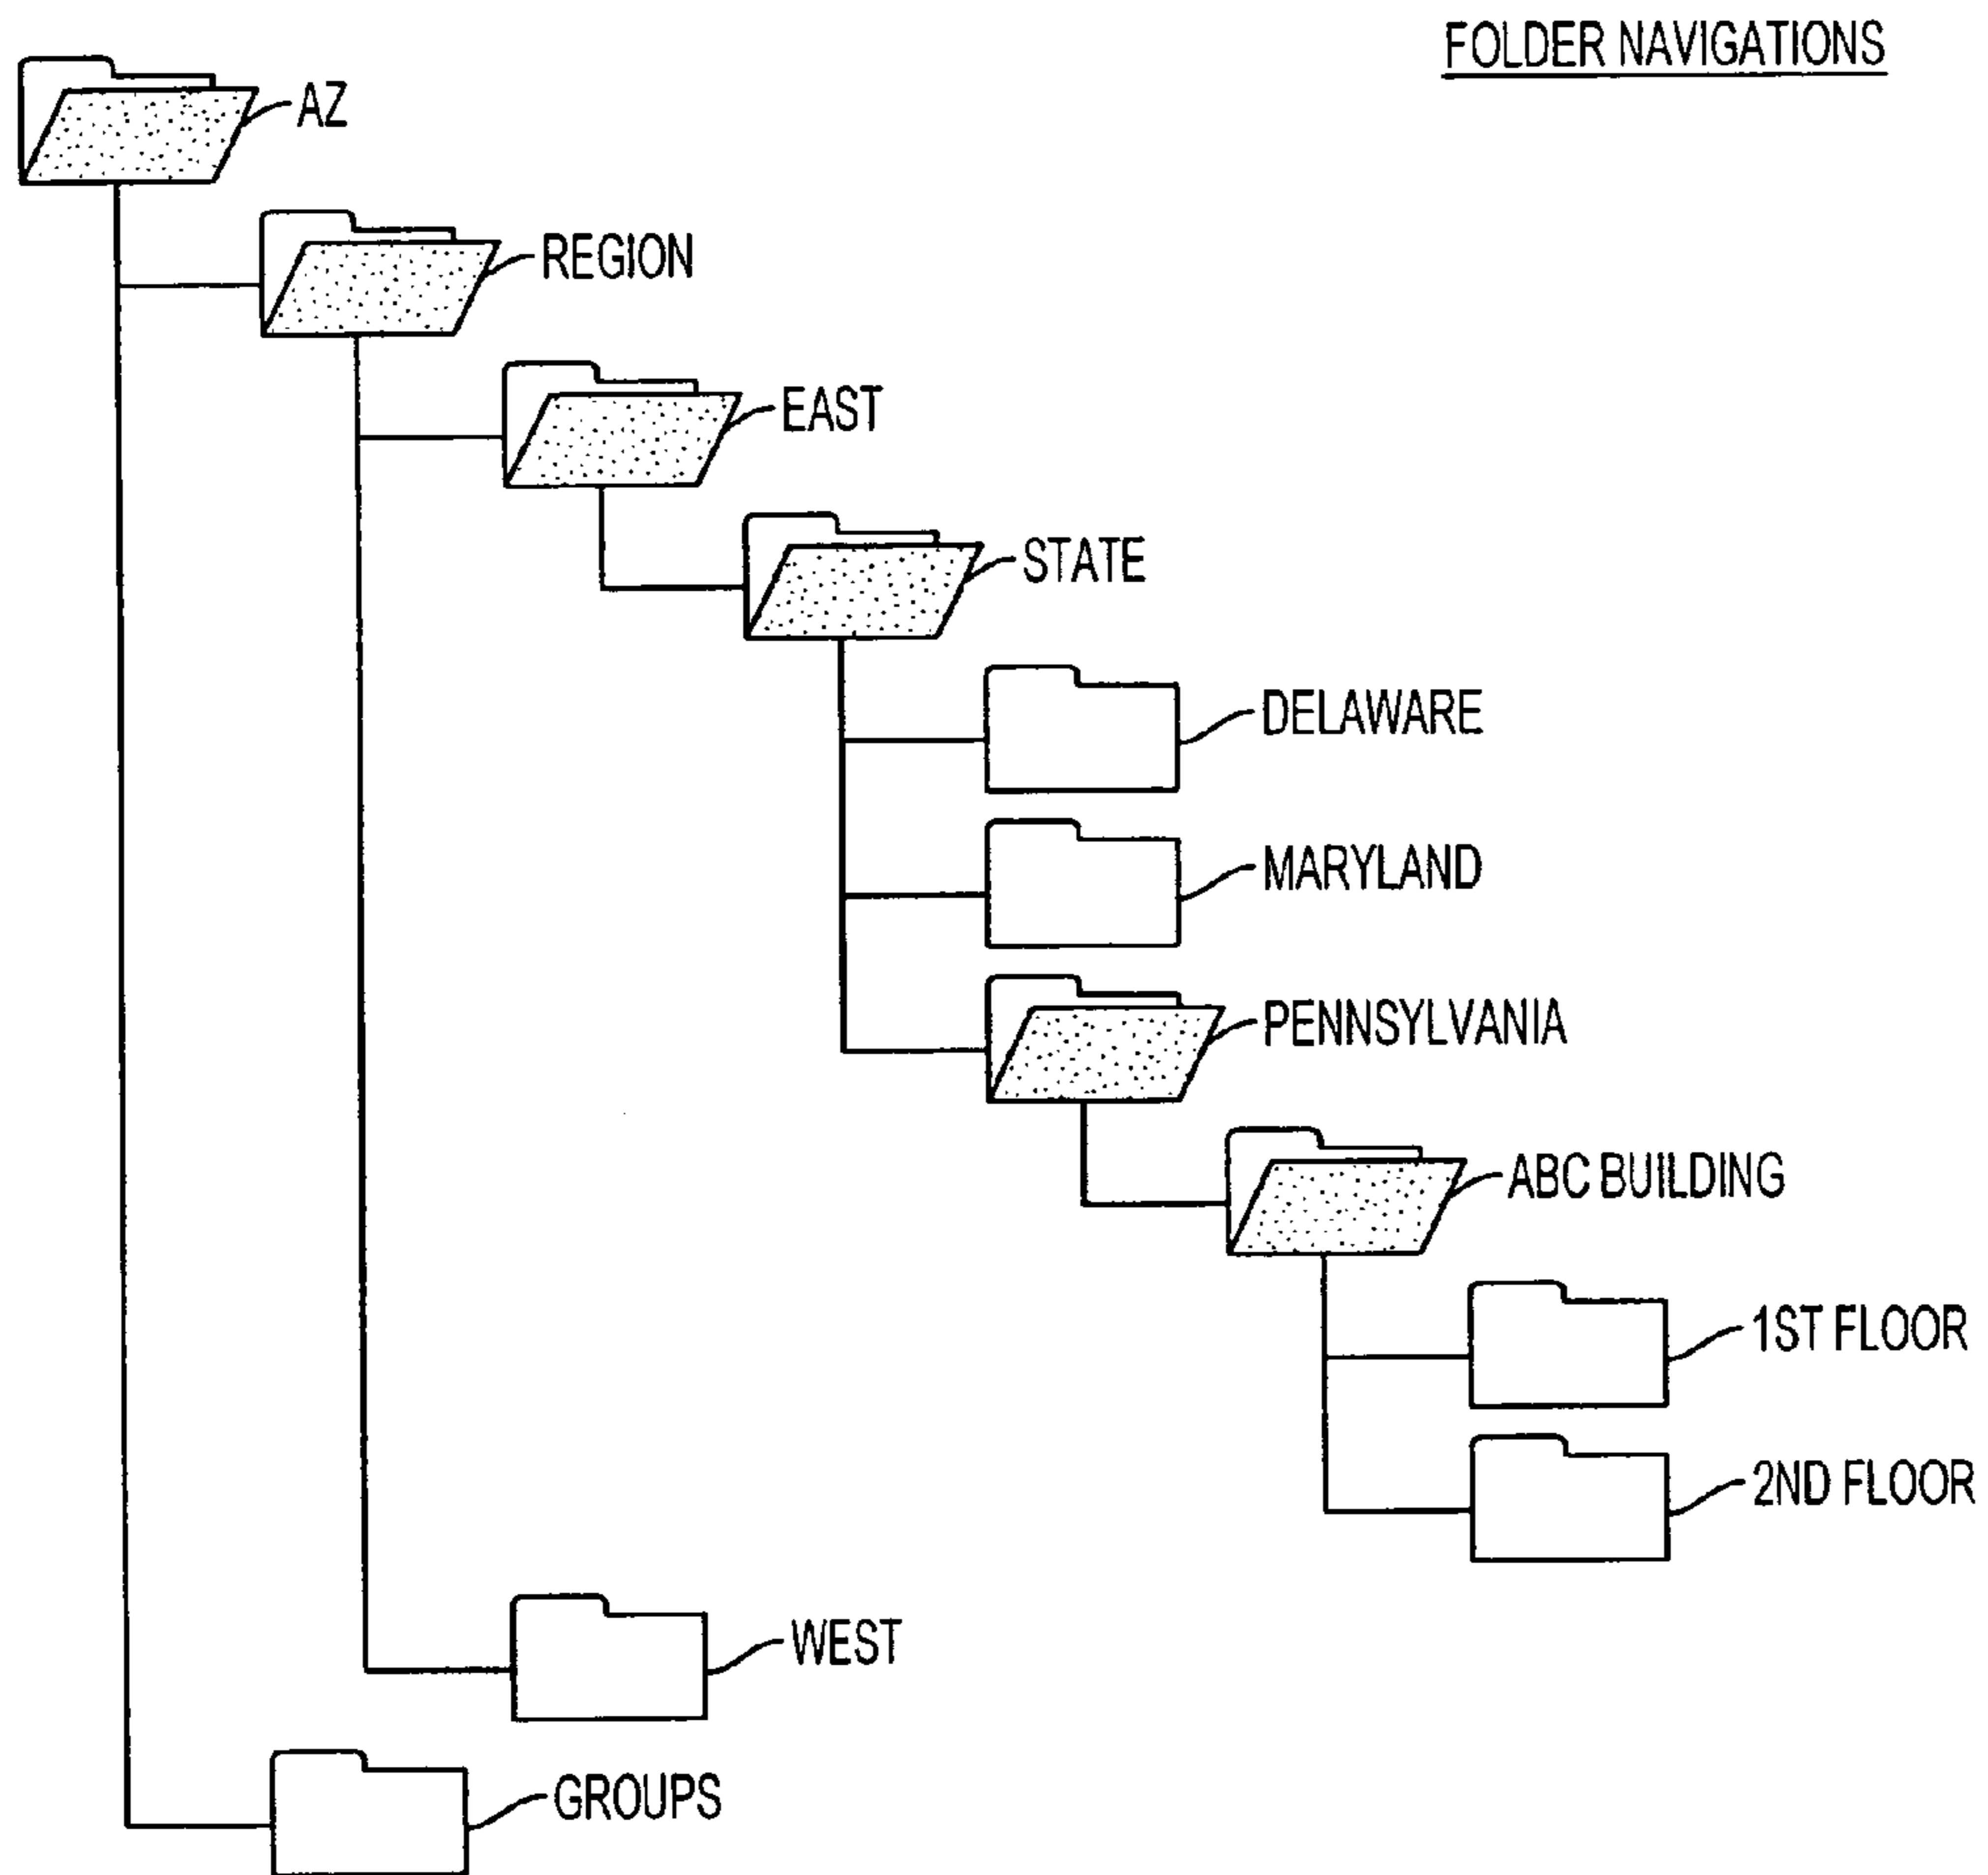 FOLDER NAVIGATIONS
AZ
REGION
EAST
STATE
DELAWARE
MARYLAND
PENNSYLVANIA
ABC BUILDING
1ST FLOOR
2ND FLOOR
WEST
GROUPS